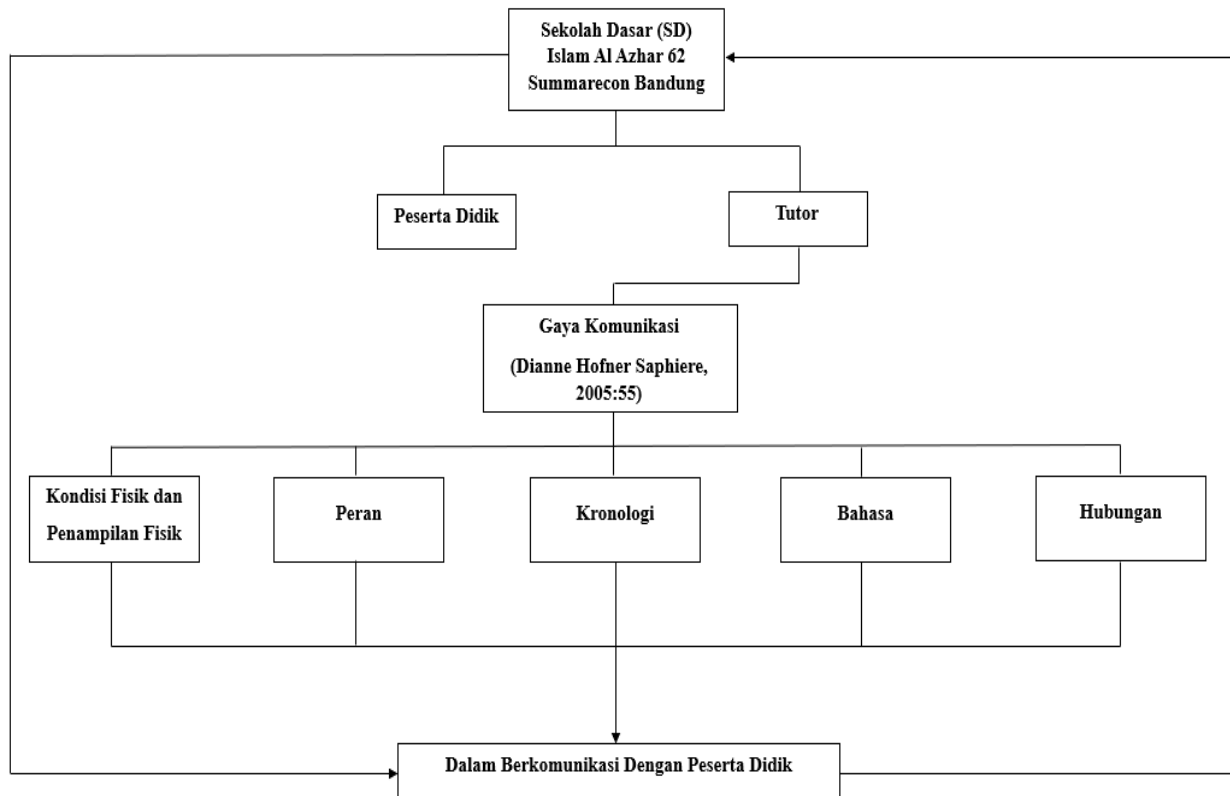 Sekolah Dasar (SD)
Islam Al Azhar 62
Summarecon Bandung
Peserta Didik
Tutor
Gaya Komunikasi
(Dianne Hofner Saphiere,
2005:55)
Kondisi Fisik dan
Penampilan Fisik
Peran
Kronologi
Bahasa
Hubungan
Dalam Berkomunikasi Dengan Peserta Didik